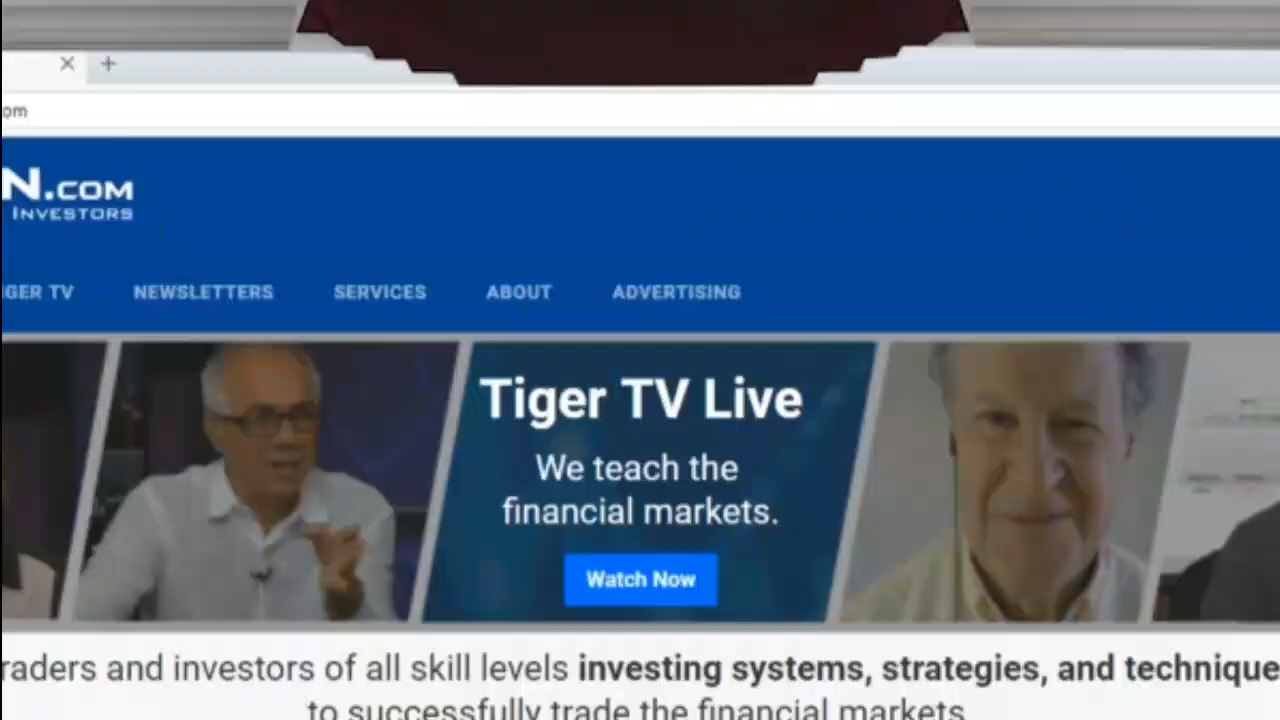 om
N.COM
INVESTORS
IGER TV NEWSLETTERS SERVICES ABOUT ADVERTISING
Tiger TV Live
We teach the
financial markets.
Watch Now
raders and investors of all skill levels investing systems, strategies, and technique
to successfully trade the financial markets